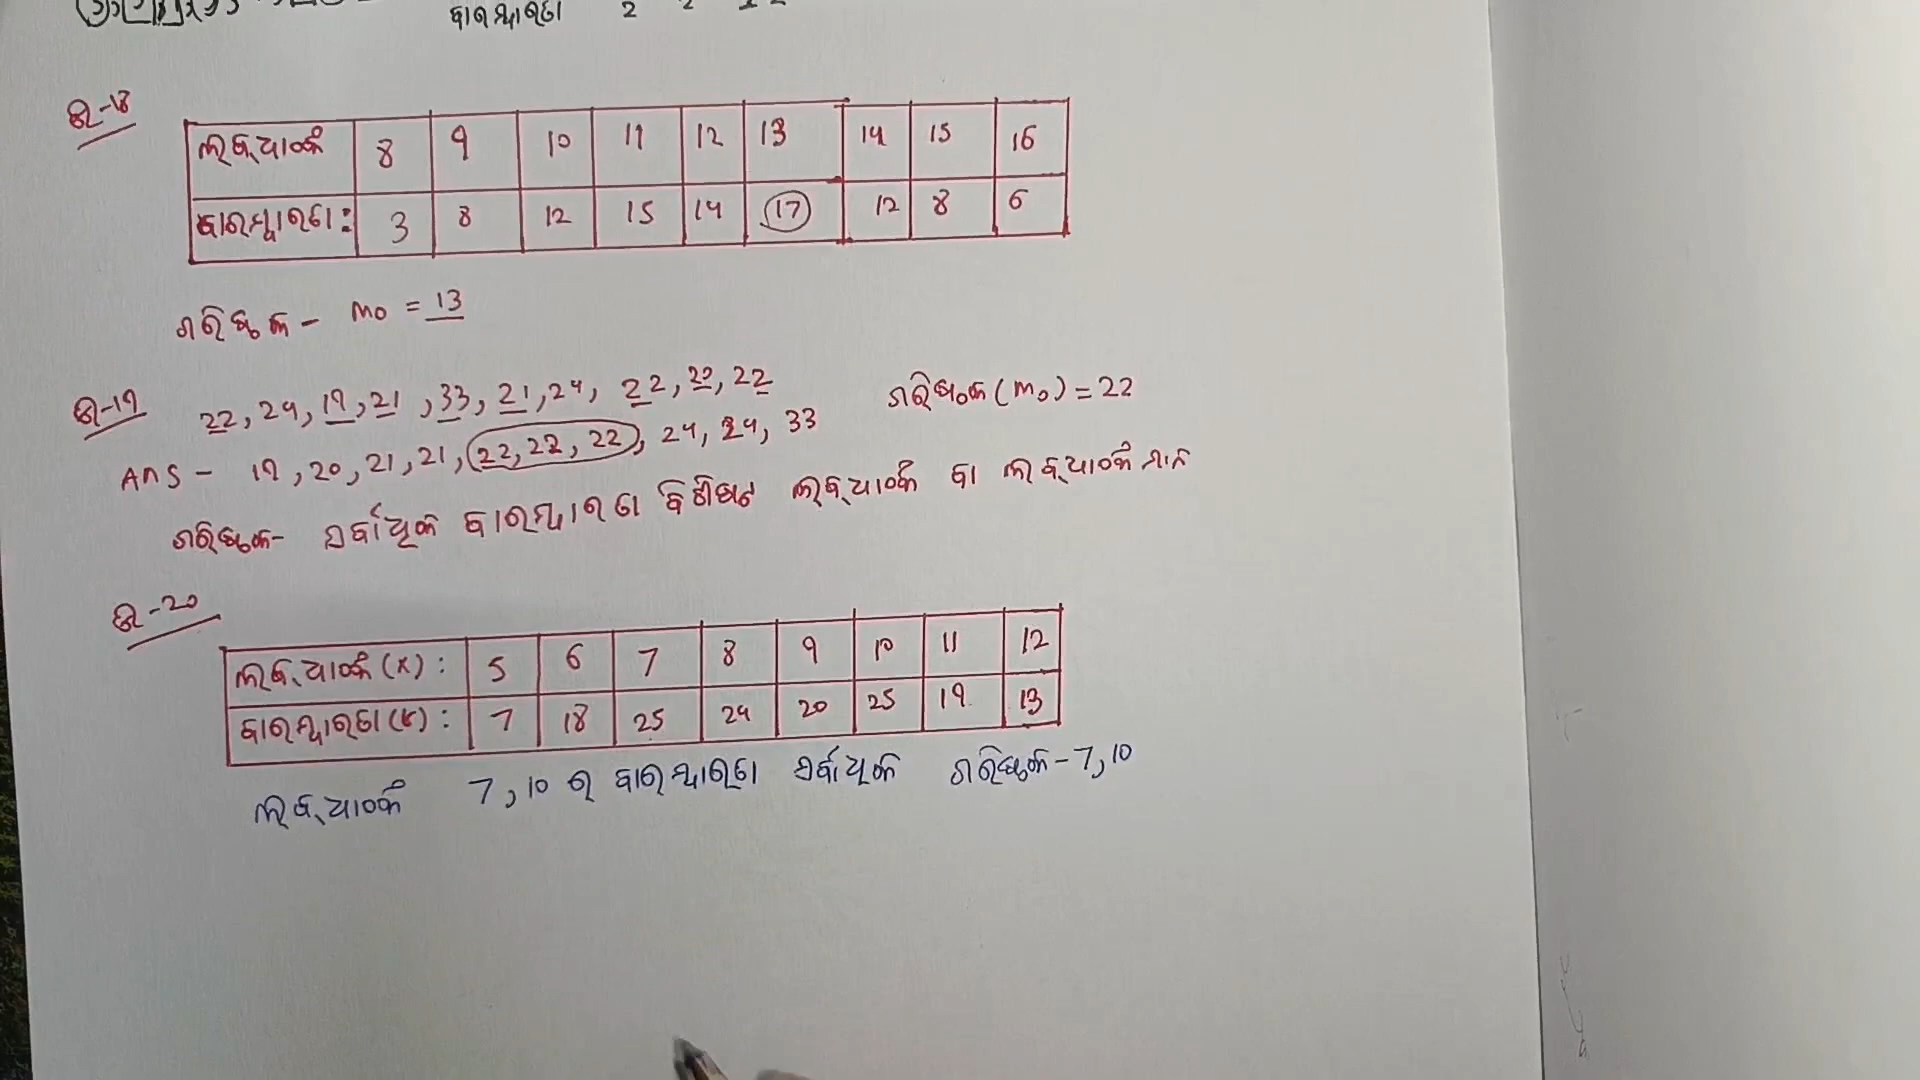 ବାରମ୍ବାରତା 2 2
ଉ-18
ଲବ୍ଧାଙ୍କ 8 9 10 11 12 13 14 15 16
ବାରମ୍ବାରତା: 3 8 12 15 14 17 12 8 6
ଗରିଷ୍ଠକ - Mo = 13
ଉ-19 22, 24, 19, 21, 33, 21, 24, 22, 20, 22 ଗରିଷ୍ଠକ (Mo) = 22
Ans - 19, 20, 21, 21, 22, 22, 22, 24, 24, 33
ଗରିଷ୍ଠକ- ସର୍ବାଧିକ ବାରମ୍ବାରତା ବିଶିଷ୍ଟ ଲବ୍ଧାଙ୍କ ବା ଲବ୍ଧାଙ୍କମାନ
ଉ-20
ଲବ୍ଧାଙ୍କ (x) : 5 6 7 8 9 10 11 12
ବାରମ୍ବାରତା (f) : 7 18 25 24 20 25 19 13
ଲବ୍ଧାଙ୍କ 7, 10 ର ବାରମ୍ବାରତା ସର୍ବାଧିକ ଗରିଷ୍ଠକ - 7, 10